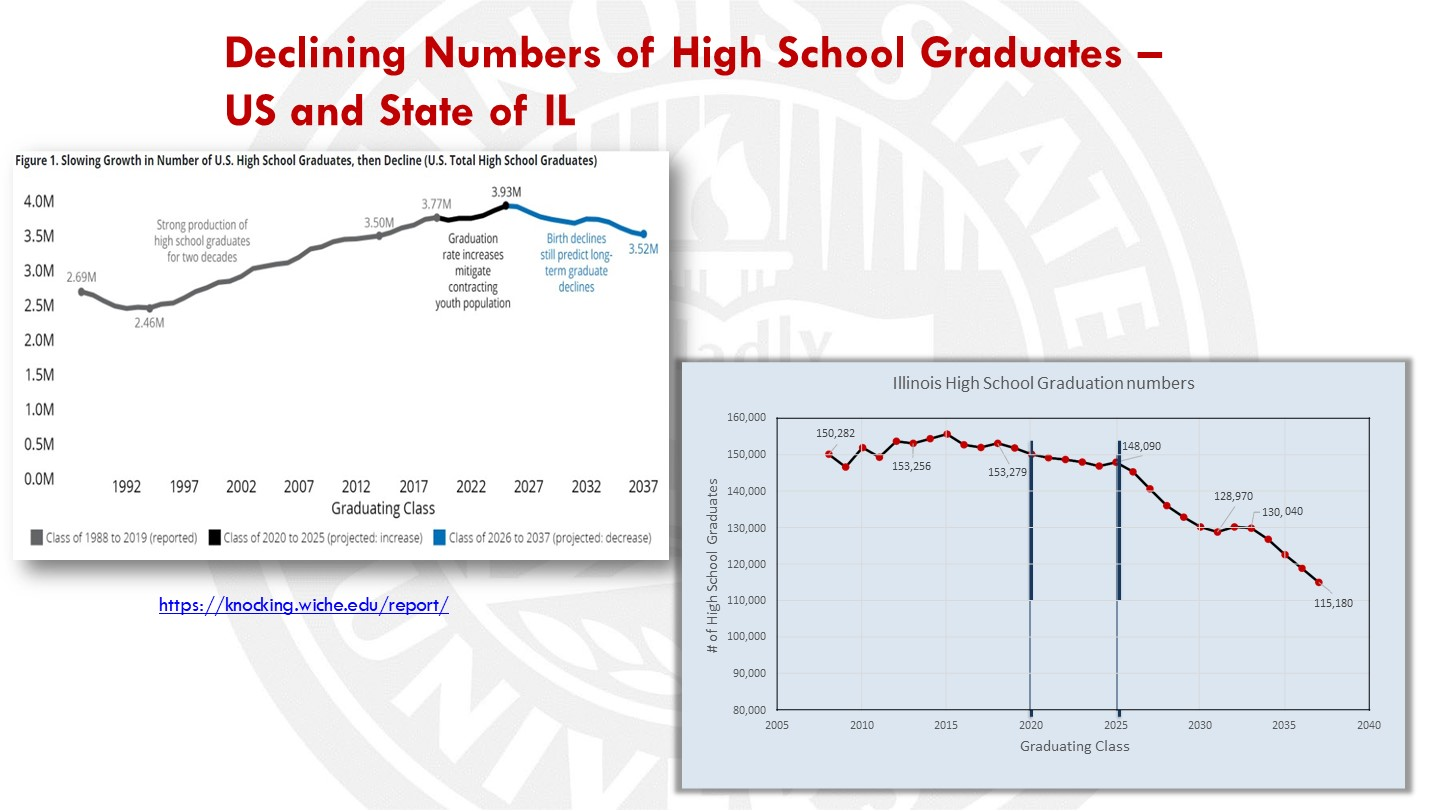 Declining Numbers of High School Graduates –
US and State of IL
Figure 1. Slowing Growth in Number of U.S. High School Graduates, then Decline (U.S. Total High School Graduates)
4.0M
3.5M
3.0M
2.5M
2.0M
1.5M
1.0M
0.5M
0.0M
2.69M
2.46M
Strong production of
high school graduates
for two decades
3.50M
3.77M
3.93M
Graduation
rate increases
mitigate
contracting
youth population
Birth declines
still predict long-
term graduate
declines
3.52M
1992 1997 2002 2007 2012 2017 2022 2027 2032 2037
Graduating Class
Class of 1988 to 2019 (reported) Class of 2020 to 2025 (projected: increase) Class of 2026 to 2037 (projected: decrease)
https://knocking.wiche.edu/report/
Illinois High School Graduation numbers
# of High School Graduates
160,000
150,000
140,000
130,000
120,000
110,000
100,000
90,000
80,000
150,282
153,256
153,279
148,090
128,970
130, 040
115,180
2005 2010 2015 2020 2025 2030 2035 2040
Graduating Class
ILLINOIS STATE
gladly
UNIVERSITY